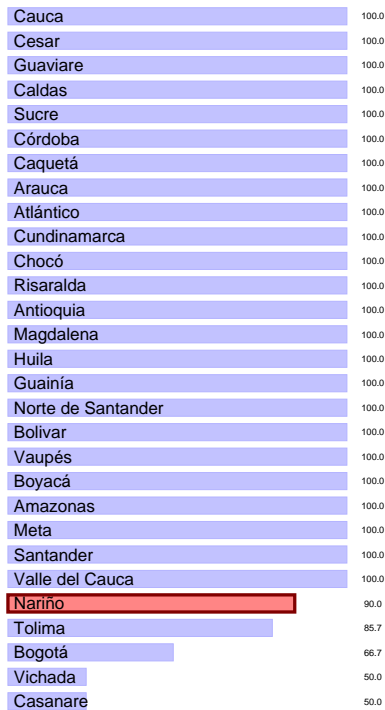 Cauca 100.0
Cesar 100.0
Guaviare 100.0
Caldas 100.0
Sucre 100.0
Córdoba 100.0
Caquetá 100.0
Arauca 100.0
Atlántico 100.0
Cundinamarca 100.0
Chocó 100.0
Risaralda 100.0
Antioquia 100.0
Magdalena 100.0
Huila 100.0
Guainía 100.0
Norte de Santander 100.0
Bolivar 100.0
Vaupés 100.0
Boyacá 100.0
Amazonas 100.0
Meta 100.0
Santander 100.0
Valle del Cauca 100.0
Nariño 90.0
Tolima 85.7
Bogotá 66.7
Vichada 50.0
Casanare 50.0